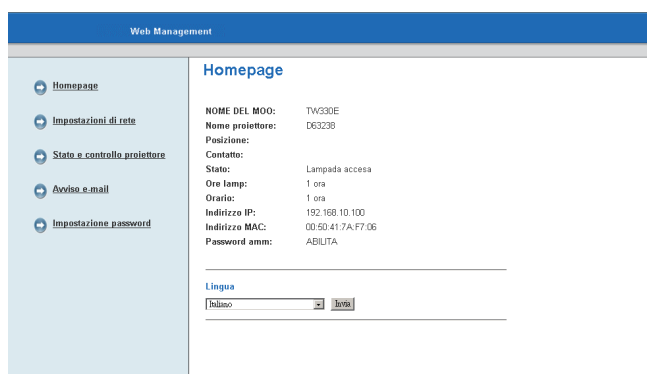 Web Management
Homepage
Impostazioni di rete
Stato e controllo proiettore
Avviso e-mail
Impostazione password
Homepage
NOME DEL MOO: TW330E
Nome proiettore: D6323B
Posizione:
Contatto:
Stato: Lampada accesa
Ore lamp: 1 ora
Orario: 1 ora
Indirizzo IP: 192.168.10.100
Indirizzo MAC: 00:50:41:7A:F7:06
Password amm: ABILITA
Lingua
Italiano Invia